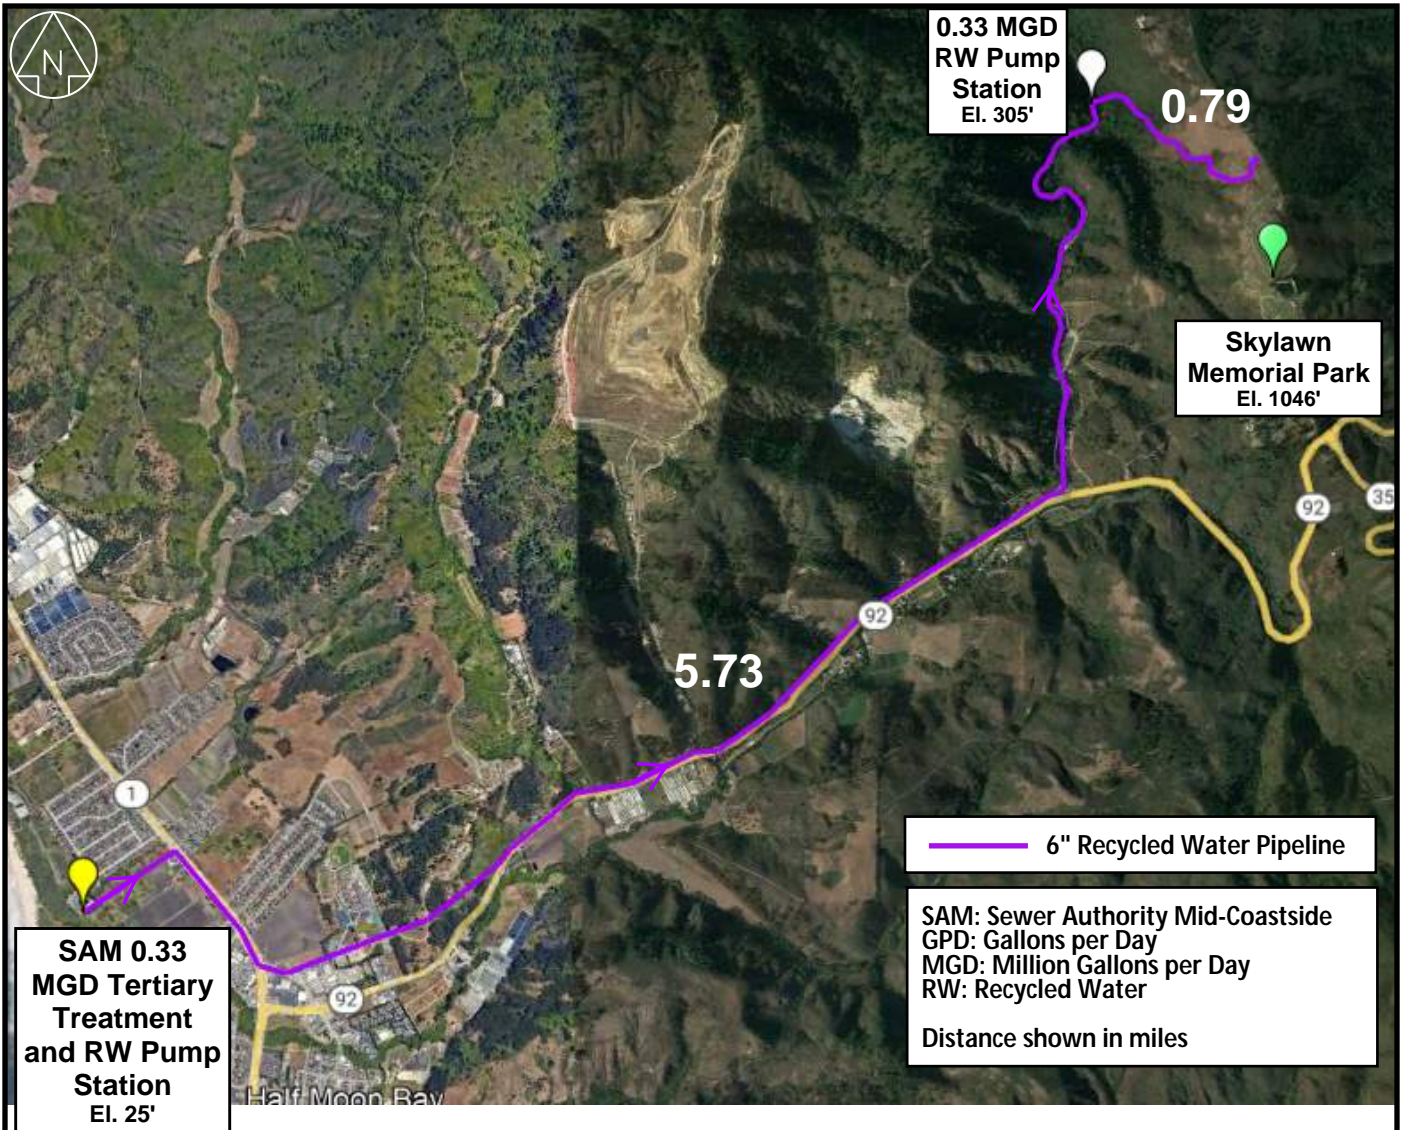 N
0.33 MGD
RW Pump
Station
El. 305'
0.79
Skylawn
Memorial Park
El. 1046'
35
92
92
5.73
1
6" Recycled Water Pipeline
SAM: Sewer Authority Mid-Coastside
GPD: Gallons per Day
MGD: Million Gallons per Day
RW: Recycled Water
Distance shown in miles
SAM 0.33
MGD Tertiary
Treatment
and RW Pump
Station
El. 25'
92
Half Moon Bay